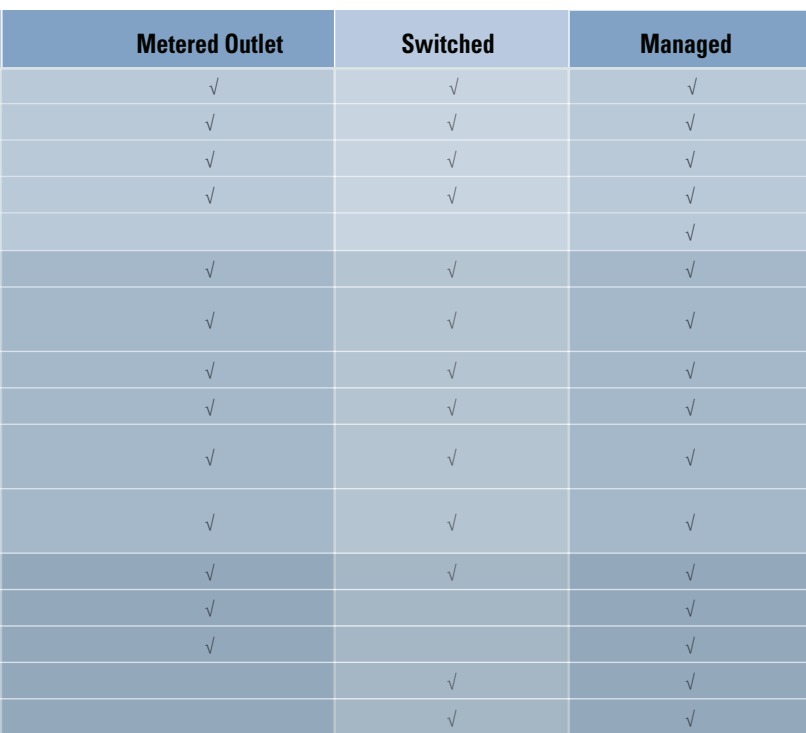 Metered Outlet Switched Managed
√ √ √
√ √ √
√ √ √
√ √ √
√
√ √ √
√ √ √
√ √ √
√ √ √
√ √ √
√ √ √
√ √ √
√ √
√ √
√ √
√ √